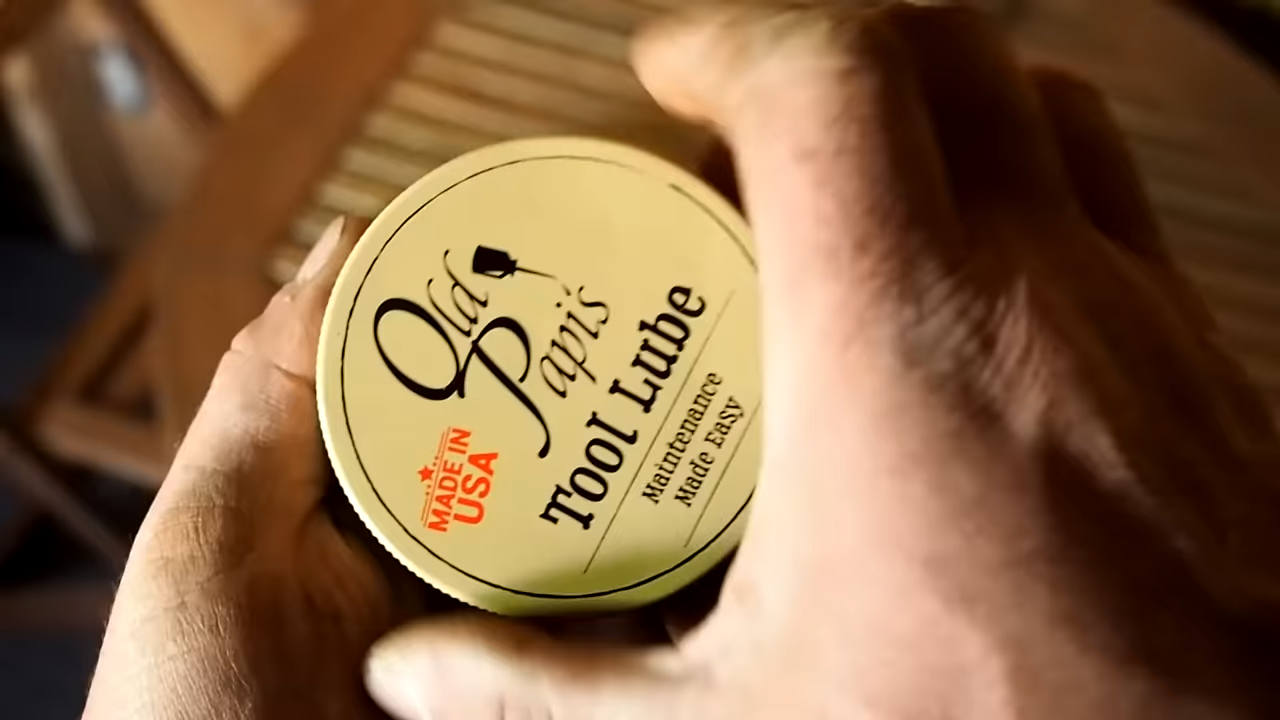 Old
Papi's
Tool Lube
Maintenance
Made Easy
MADE IN
USA